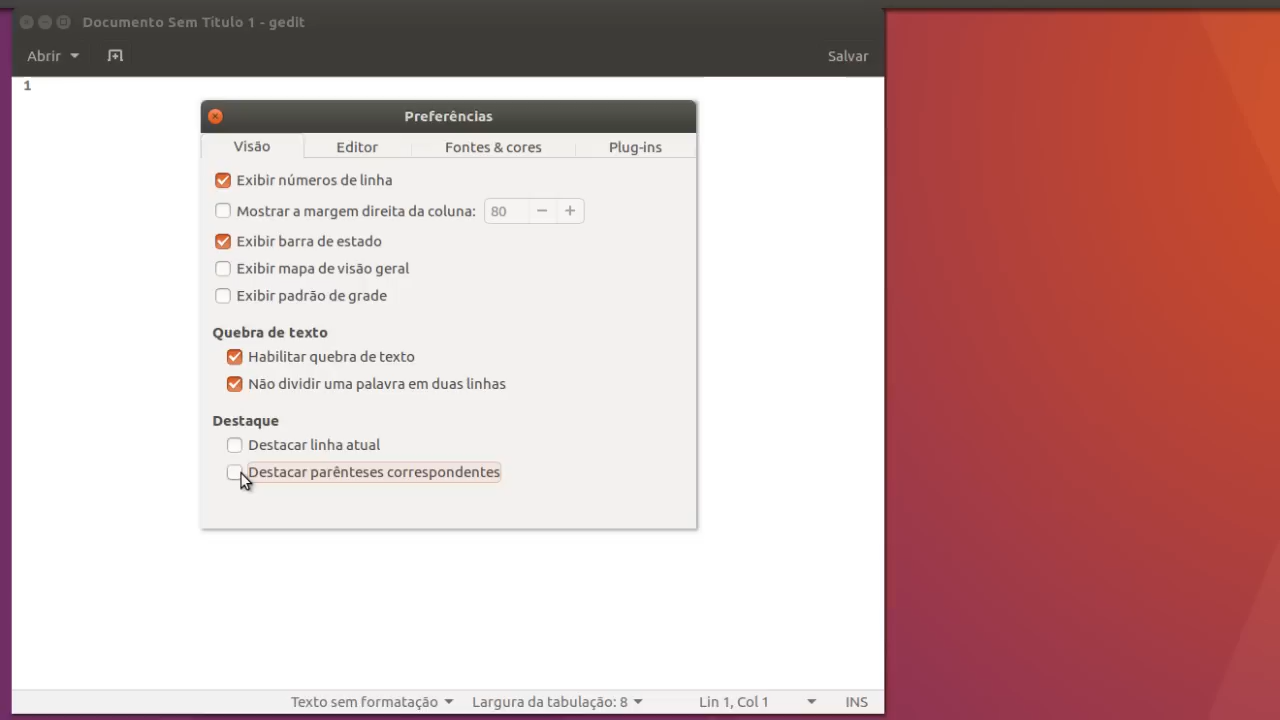 Documento Sem Título 1 - gedit
Abrir
Salvar
1
Preferências
Visão Editor Fontes & cores Plug-ins
Exibir números de linha
Mostrar a margem direita da coluna: 80 − +
Exibir barra de estado
Exibir mapa de visão geral
Exibir padrão de grade
Quebra de texto
Habilitar quebra de texto
Não dividir uma palavra em duas linhas
Destaque
Destacar linha atual
Destacar parênteses correspondentes
Texto sem formatação Largura da tabulação: 8 Lin 1, Col 1 INS